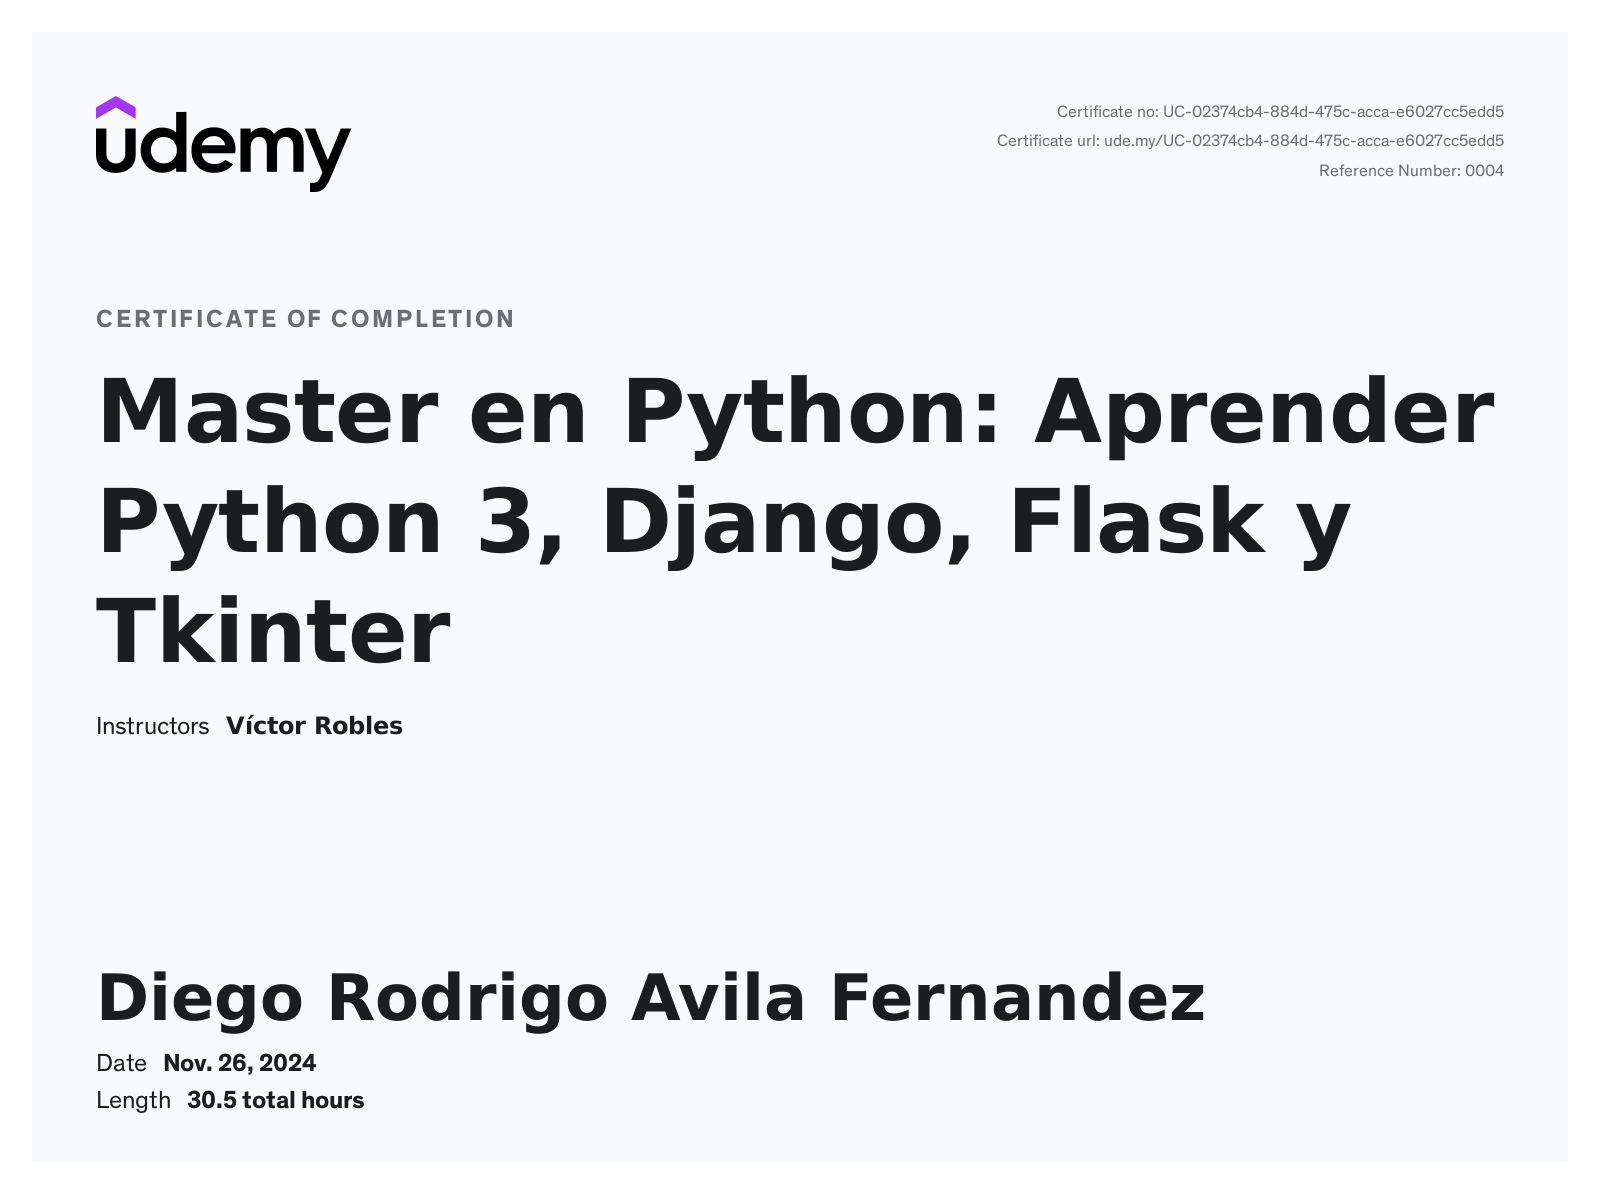 udemy
Certificate no: UC-02374cb4-884d-475c-acca-e6027cc5edd5
Certificate url: ude.my/UC-02374cb4-884d-475c-acca-e6027cc5edd5
Reference Number: 0004
CERTIFICATE OF COMPLETION
Master en Python: Aprender
Python 3, Django, Flask y
Tkinter
Instructors Víctor Robles
Diego Rodrigo Avila Fernandez
Date Nov. 26, 2024
Length 30.5 total hours